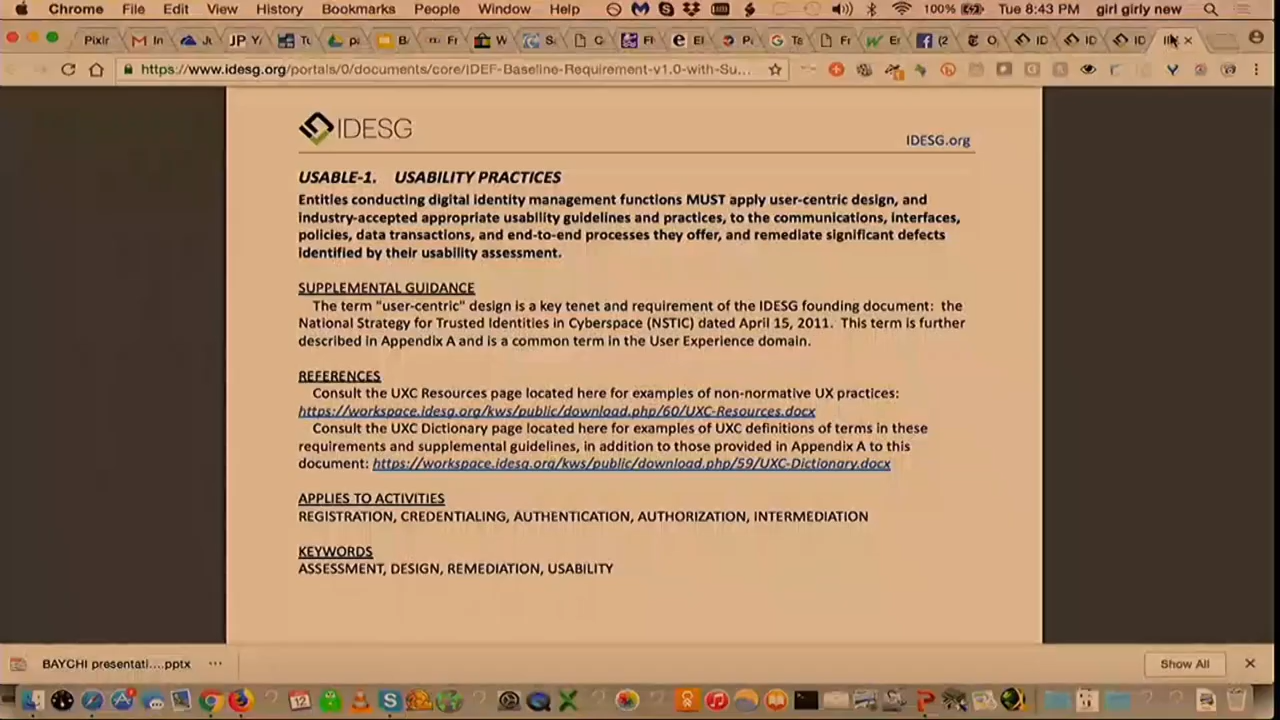 Chrome File Edit View History Bookmarks People Window Help 100% Tue 8:43 PM girl girly new
Pixlr
https://www.idesg.org/portals/0/documents/core/IDEF-Baseline-Requirement-v1.0-with-Su...
IDESG
IDESG.org
USABLE-1. USABILITY PRACTICES
Entities conducting digital identity management functions MUST apply user-centric design, and
industry-accepted appropriate usability guidelines and practices, to the communications, interfaces,
policies, data transactions, and end-to-end processes they offer, and remediate significant defects
identified by their usability assessment.
SUPPLEMENTAL GUIDANCE
The term "user-centric" design is a key tenet and requirement of the IDESG founding document: the
National Strategy for Trusted Identities in Cyberspace (NSTIC) dated April 15, 2011. This term is further
described in Appendix A and is a common term in the User Experience domain.
REFERENCES
Consult the UXC Resources page located here for examples of non-normative UX practices:
https://workspace.idesg.org/kws/public/download.php/60/UXC-Resources.docx
Consult the UXC Dictionary page located here for examples of UXC definitions of terms in these
requirements and supplemental guidelines, in addition to those provided in Appendix A to this
document: https://workspace.idesg.org/kws/public/download.php/59/UXC-Dictionary.docx
APPLIES TO ACTIVITIES
REGISTRATION, CREDENTIALING, AUTHENTICATION, AUTHORIZATION, INTERMEDIATION
KEYWORDS
ASSESSMENT, DESIGN, REMEDIATION, USABILITY
BAYCHI presentati....pptx
Show All